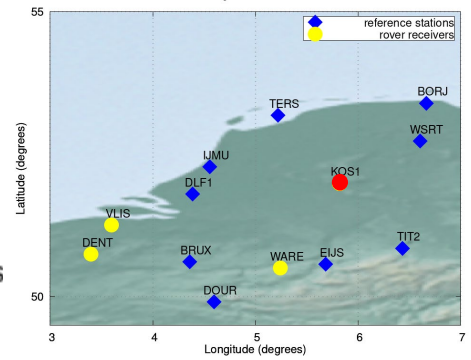 55
reference stations
rover receivers
BORJ
TERS
WSRT
IJMU
KOS1
DLF1
VLIS
DENT
BRUX
WARE
EIJS
TIT2
DOUR
50
3 4 5 6 7
Latitude (degrees)
Longitude (degrees)